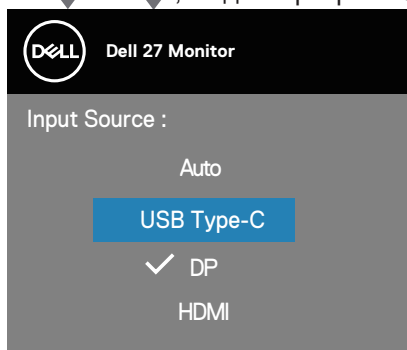 DELL Dell 27 Monitor
Input Source :
Auto
USB Type-C
DP
HDMI